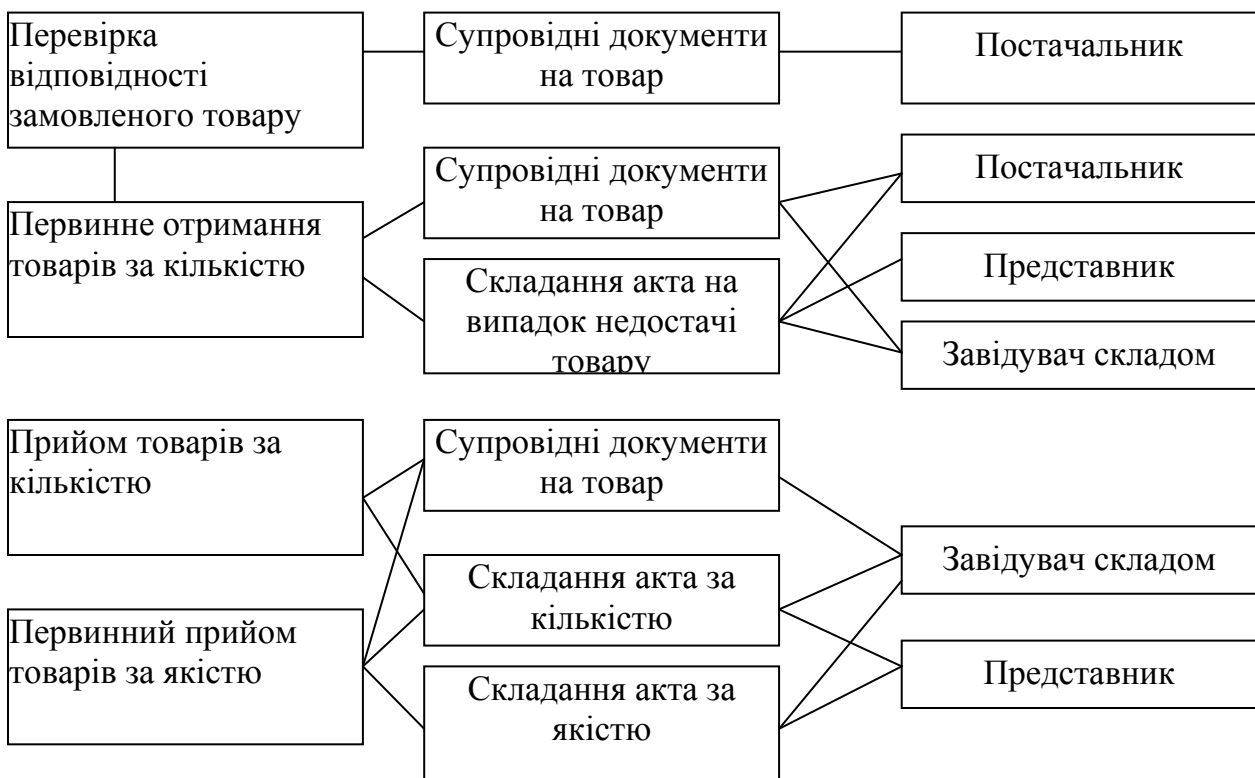 Перевірка
відповідності
замовленого товару
Супровідні документи
на товар
Постачальник
Первинне отримання
товарів за кількістю
Супровідні документи
на товар
Складання акта на
випадок недостачі
товару
Постачальник
Представник
Завідувач складом
Прийом товарів за
кількістю
Супровідні документи
на товар
Первинний прийом
товарів за якістю
Складання акта за
кількістю
Складання акта за
якістю
Завідувач складом
Представник